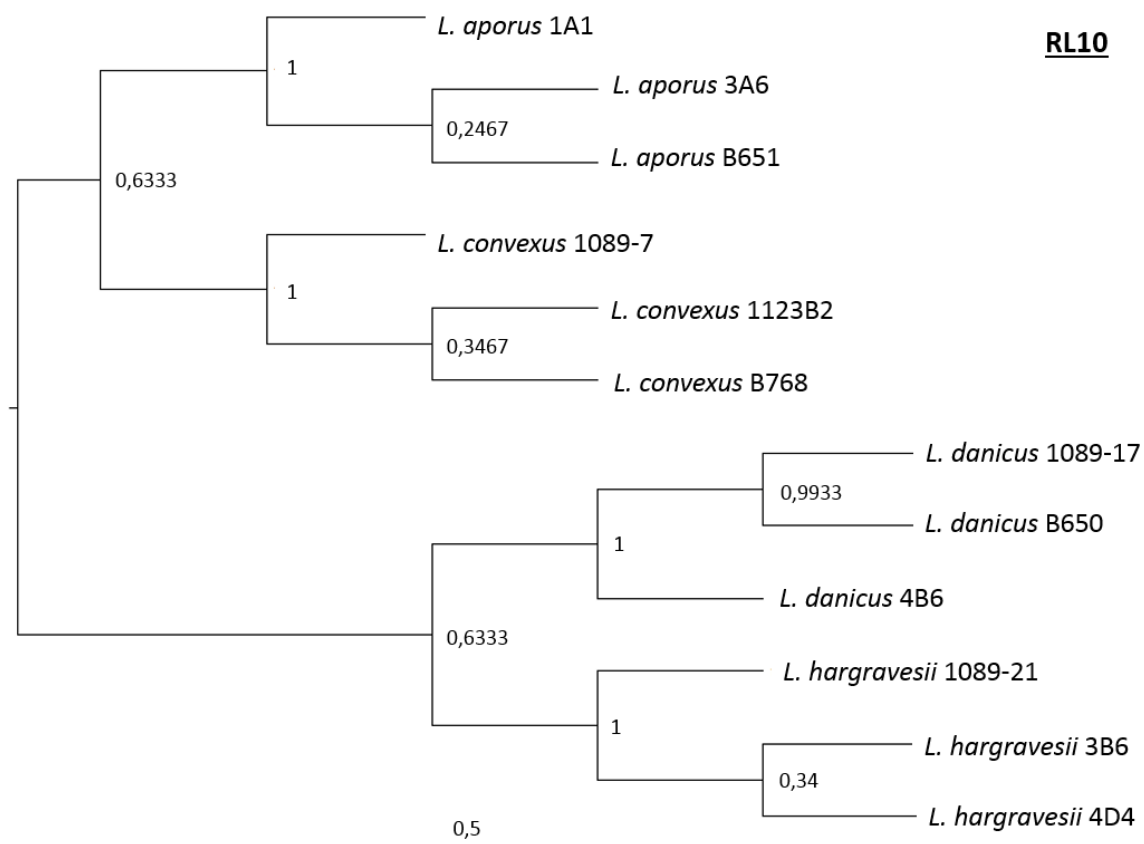 L. aporus 1A1
RL10
1
L. aporus 3A6
0,2467
L. aporus B651
0,6333
L. convexus 1089-7
1
L. convexus 1123B2
0,3467
L. convexus B768
L. danicus 1089-17
0,9933
L. danicus B650
1
L. danicus 4B6
0,6333
L. hargravesii 1089-21
1
L. hargravesii 3B6
0,34
L. hargravesii 4D4
0,5